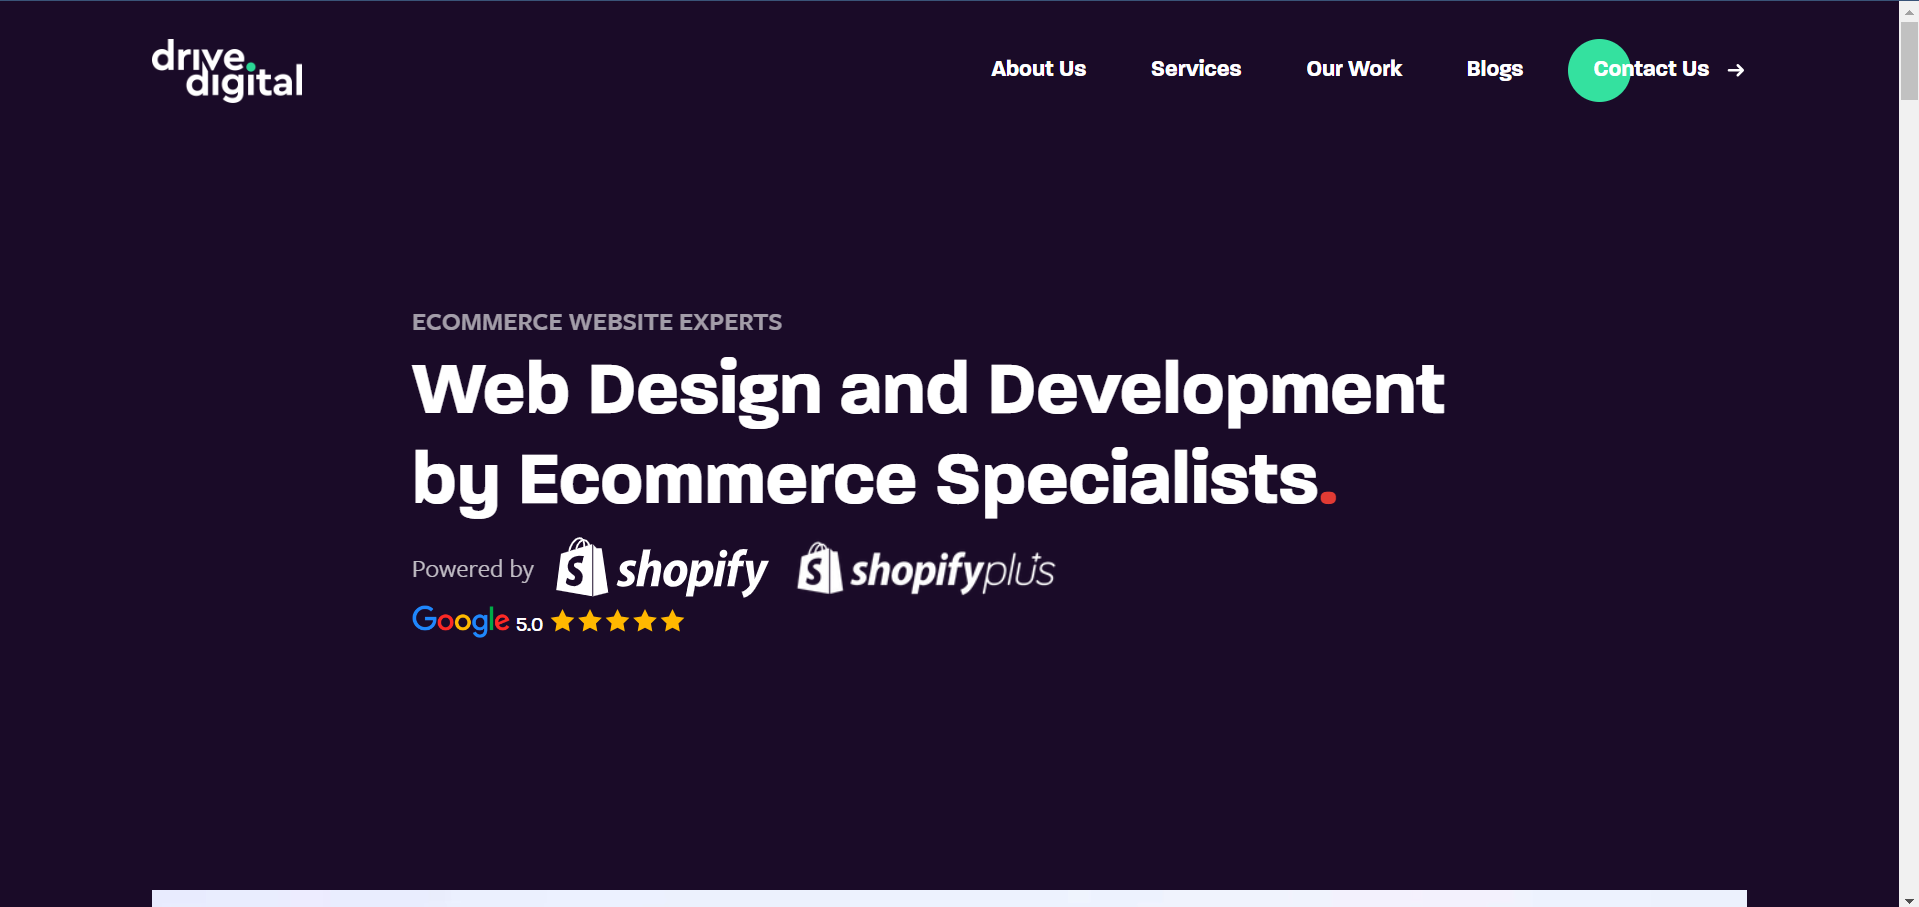 drive.
digital
About Us
Services
Our Work
Blogs
Contact Us →
ECOMMERCE WEBSITE EXPERTS
Web Design and Development
by Ecommerce Specialists.
Powered by shopify shopifyplus
Google 5.0